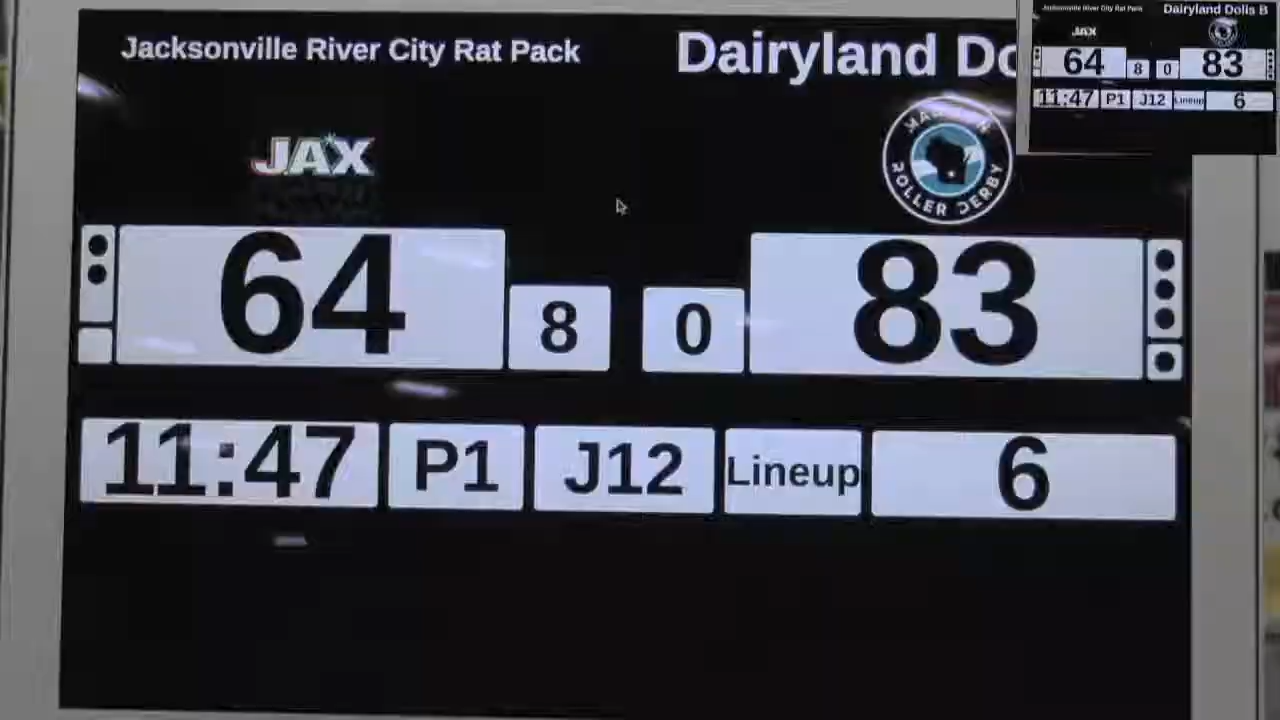 Jacksonville River City Rat Pack
Dairyland Do
JAX
MADISON
ROLLER DERBY
64
8
0
83
11:47
P1
J12
Lineup
6
Jacksonville River City Rat Pack
Dairyland Dolls B
JAX
64
8
0
83
11:47
P1
J12
Lineup
6